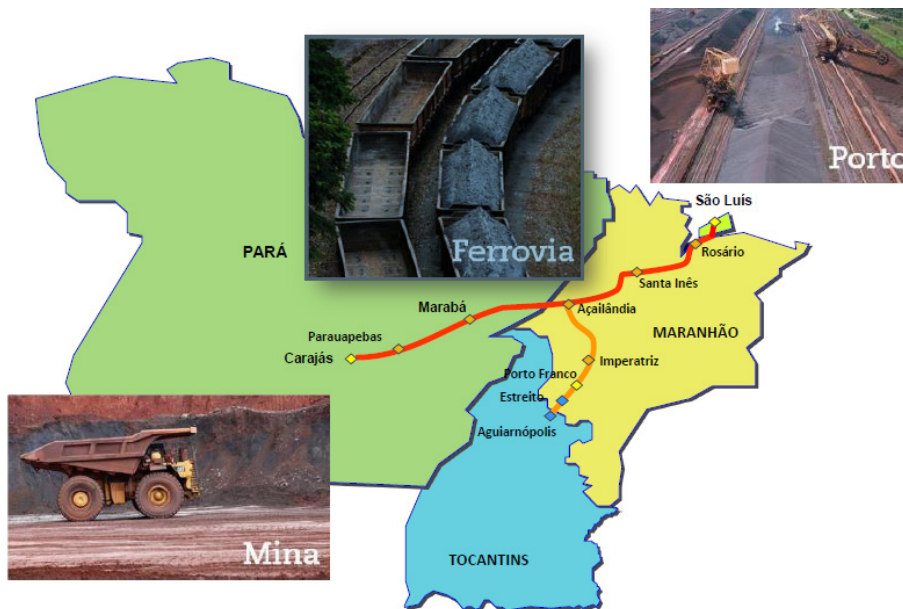 Porto
São Luís
Ferrovia
PARÁ
Rosário
Santa Inês
Marabá
Açailândia
MARANHÃO
Parauapebas
Carajás
Imperatriz
Porto Franco
Estreito
Aguiarnópolis
Mina
TOCANTINS